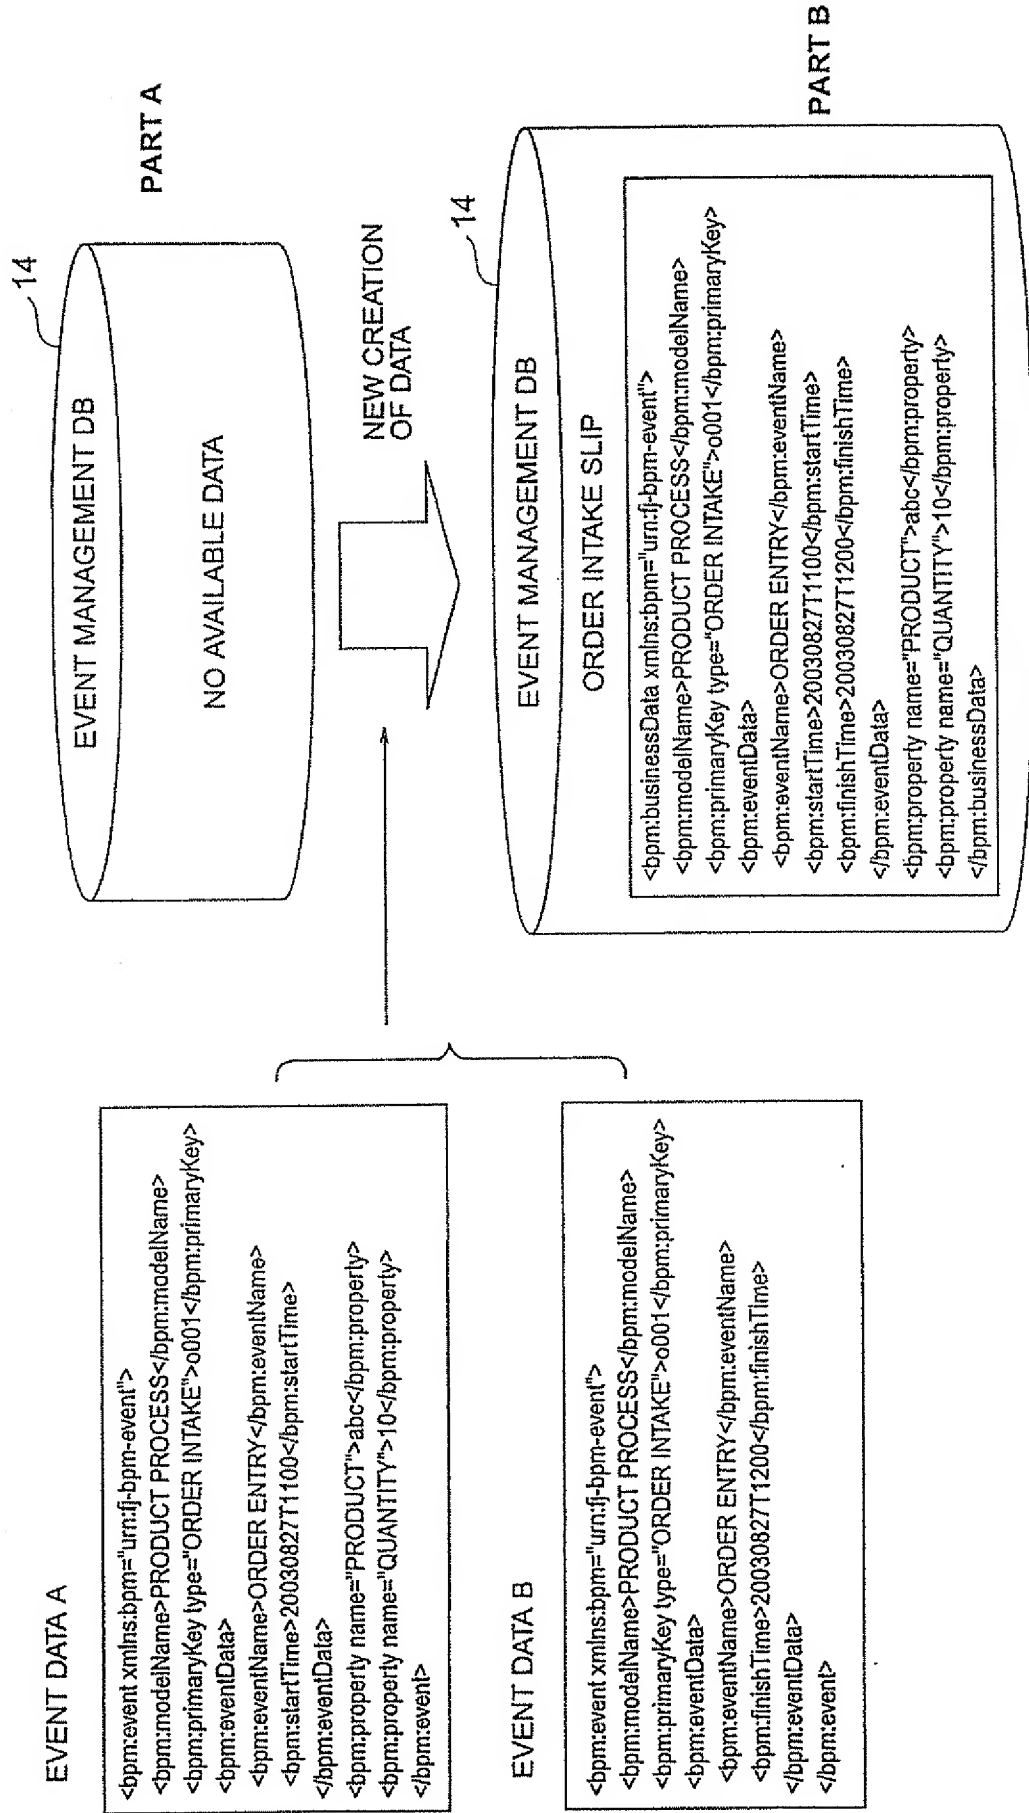 EVENT DATA A
<bpm:event xmlns:bpm="urn:fj-bpm-event">
<bpm:modelName>PRODUCT PROCESS</bpm:modelName>
<bpm:primaryKey type="ORDER INTAKE">o001</bpm:primaryKey>
<bpm:eventData>
<bpm:eventName>ORDER ENTRY</bpm:eventName>
<bpm:startTime>20030827T1100</bpm:startTime>
</bpm:eventData>
<bpm:property name="PRODUCT">abc</bpm:property>
<bpm:property name="QUANTITY">10</bpm:property>
</bpm:event>
EVENT DATA B
<bpm:event xmlns:bpm="urn:fj-bpm-event">
<bpm:modelName>PRODUCT PROCESS</bpm:modelName>
<bpm:primaryKey type="ORDER INTAKE">o001</bpm:primaryKey>
<bpm:eventData>
<bpm:eventName>ORDER ENTRY</bpm:eventName>
<bpm:finishTime>20030827T1200</bpm:finishTime>
</bpm:eventData>
</bpm:event>
14
EVENT MANAGEMENT DB
NO AVAILABLE DATA
PART A
NEW CREATION
OF DATA
14
EVENT MANAGEMENT DB
ORDER INTAKE SLIP
<bpm:businessData xmlns:bpm="urn:fj-bpm-event">
<bpm:modelName>PRODUCT PROCESS</bpm:modelName>
<bpm:primaryKey type="ORDER INTAKE">o001</bpm:primaryKey>
<bpm:eventData>
<bpm:eventName>ORDER ENTRY</bpm:eventName>
<bpm:startTime>20030827T1100</bpm:startTime>
<bpm:finishTime>20030827T1200</bpm:finishTime>
</bpm:eventData>
<bpm:property name="PRODUCT">abc</bpm:property>
<bpm:property name="QUANTITY">10</bpm:property>
</bpm:businessData>
PART B